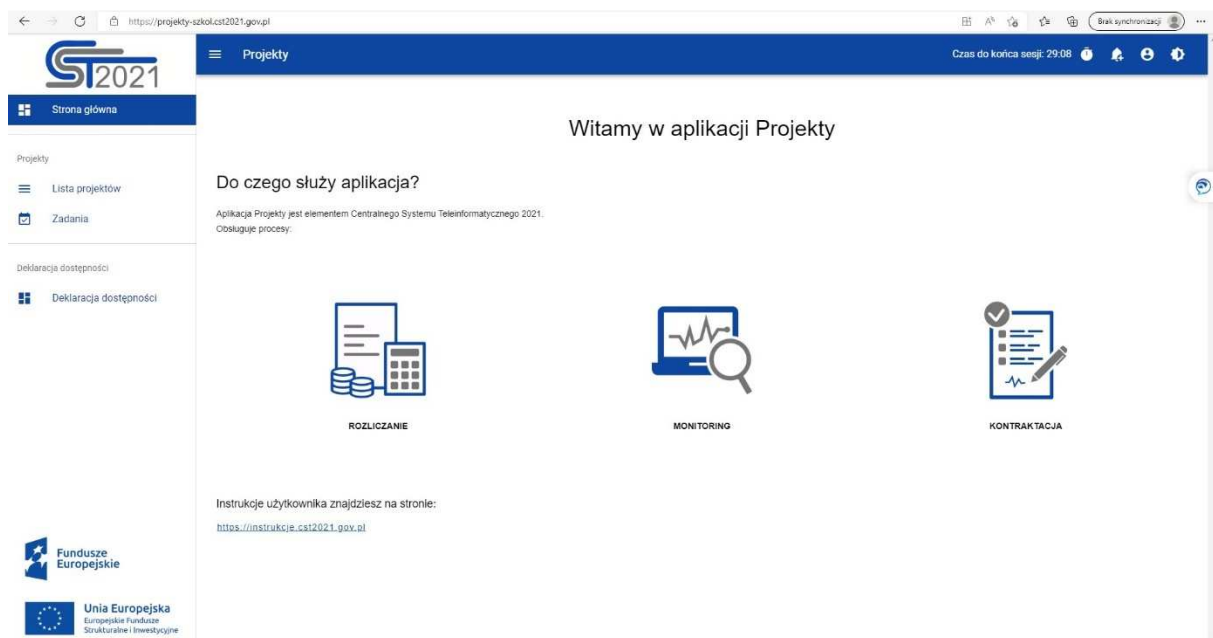 https://projekty-szkol.cst2021.gov.pl
Brak synchronizacji
ST2021
Projekty
Czas do końca sesji: 29:08
Strona główna
Projekty
Lista projektów
Zadania
Deklaracja dostępności
Deklaracja dostępności
Witamy w aplikacji Projekty
Do czego służy aplikacja?
Aplikacja Projekty jest elementem Centralnego Systemu Teleinformatycznego 2021.
Obsługuje procesy:
ROZLICZANIE
MONITORING
KONTRAKTACJA
Instrukcje użytkownika znajdziesz na stronie:
https://instrukcje.cst2021.gov.pl
Fundusze
Europejskie
Unia Europejska
Europejskie Fundusze
Strukturalne i Inwestycyjne